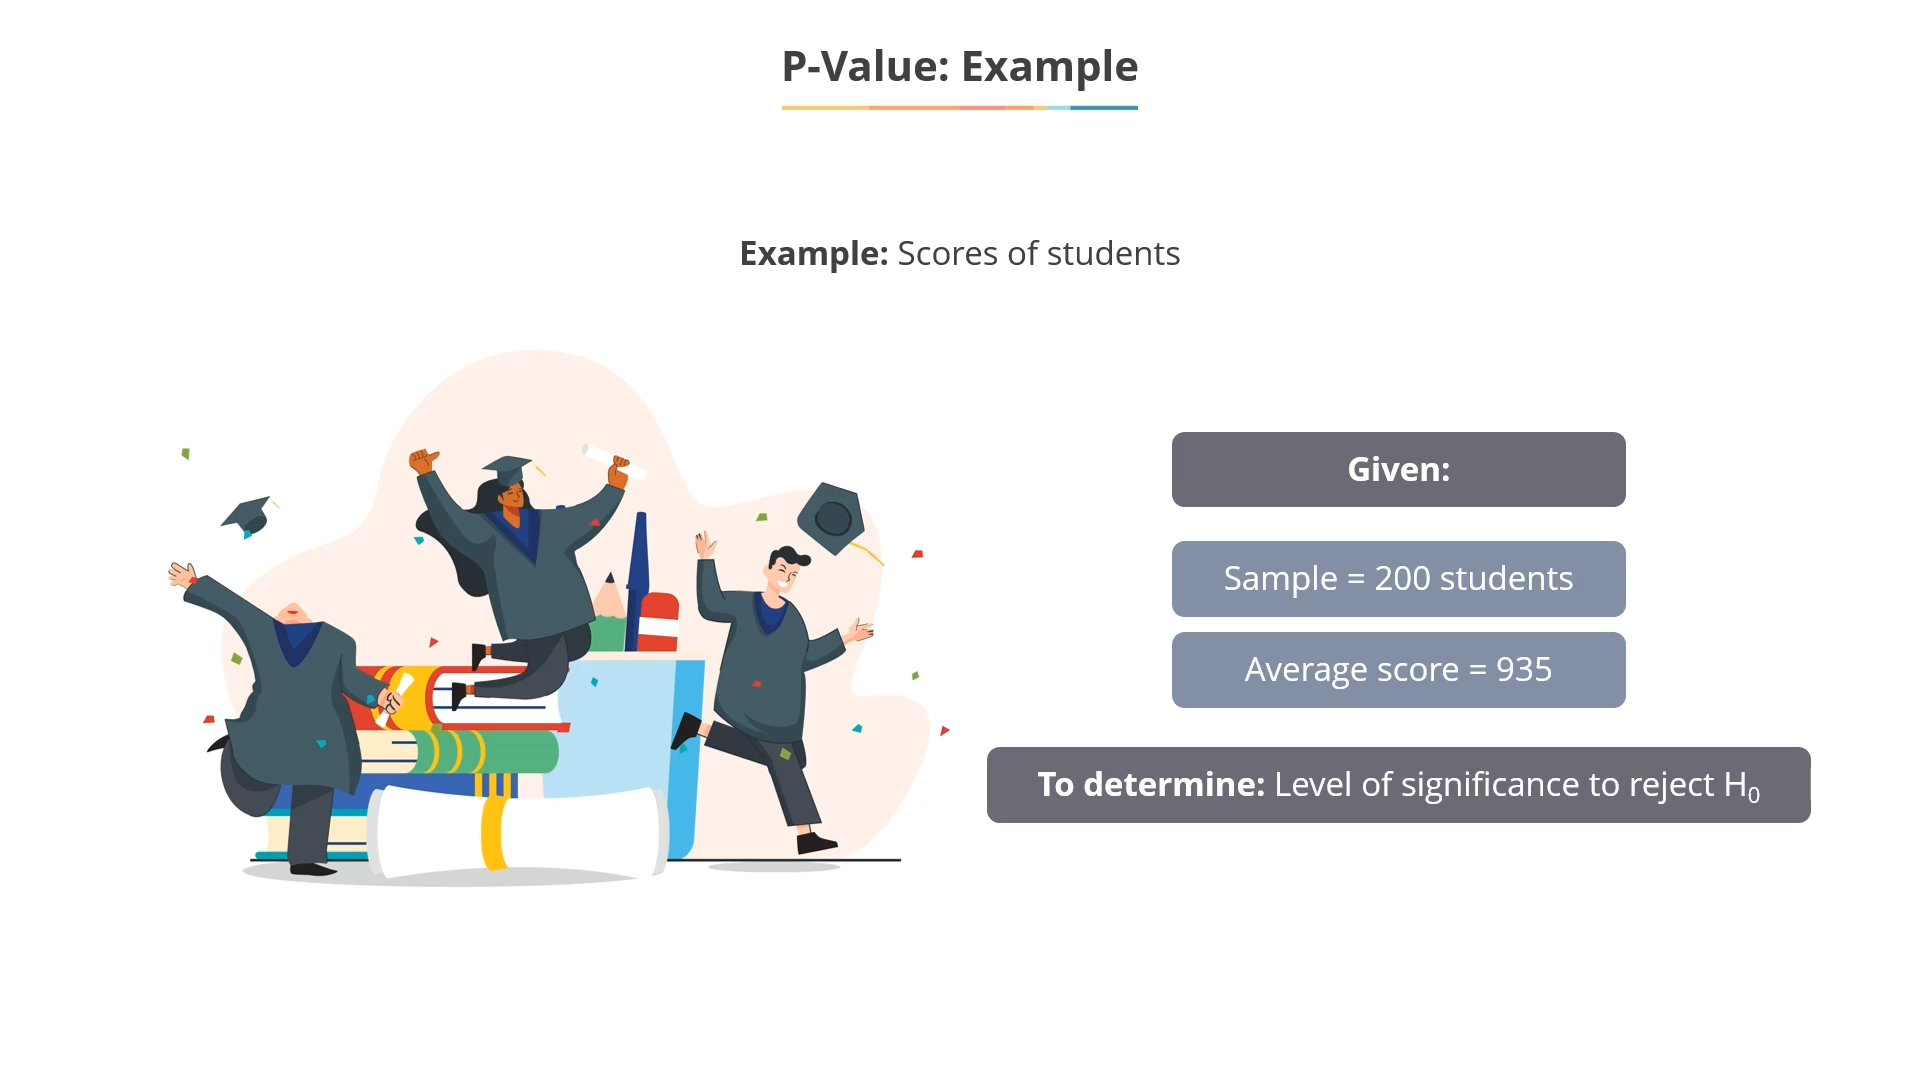 P-Value: Example
Example: Scores of students
Given:
Sample = 200 students
Average score = 935
To determine: Level of significance to reject H₀